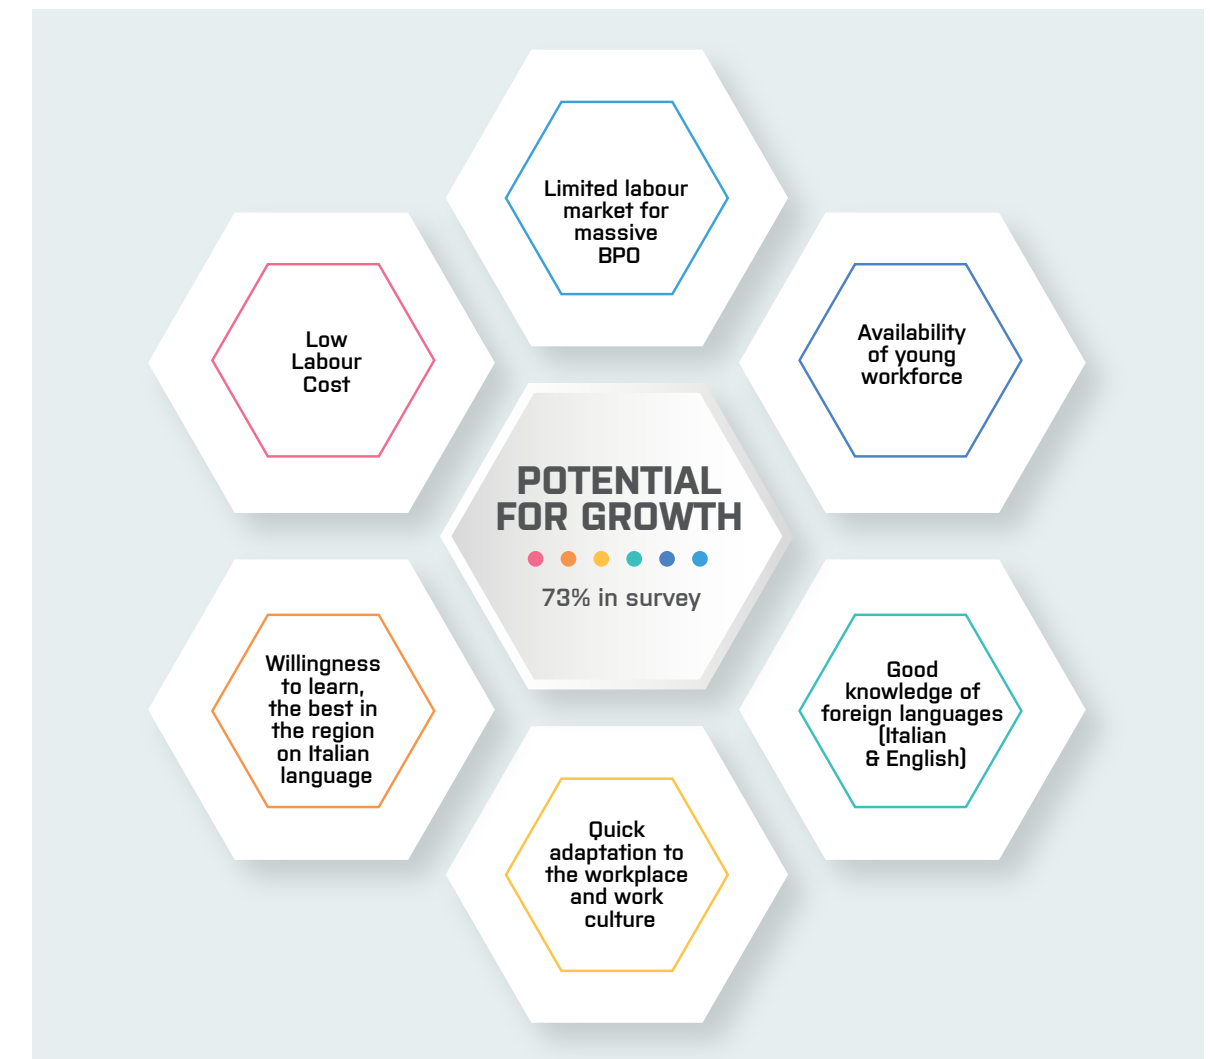 Limited labour
market for
massive
BPO
Low
Labour
Cost
Availability
of young
workforce
POTENTIAL
FOR GROWTH
73% in survey
Willingness
to learn,
the best in
the region
on Italian
language
Good
knowledge of
foreign languages
(Italian
& English)
Quick
adaptation to
the workplace
and work
culture